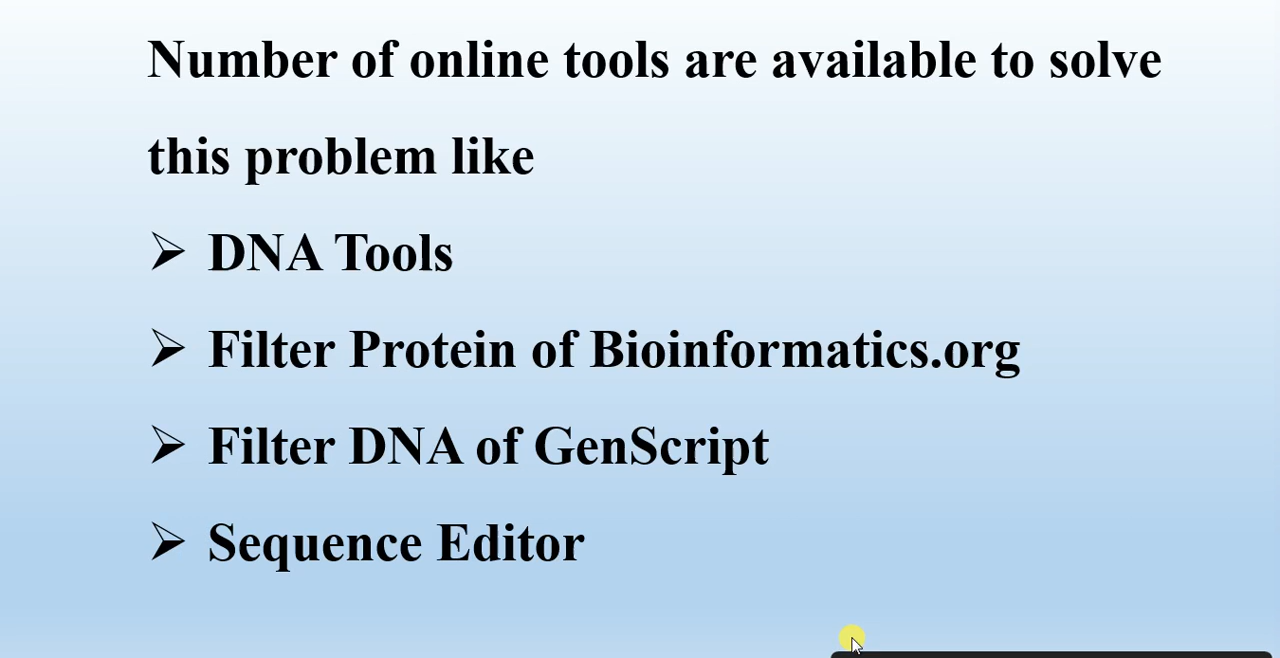 Number of online tools are available to solve
this problem like
➢ DNA Tools
➢ Filter Protein of Bioinformatics.org
➢ Filter DNA of GenScript
➢ Sequence Editor